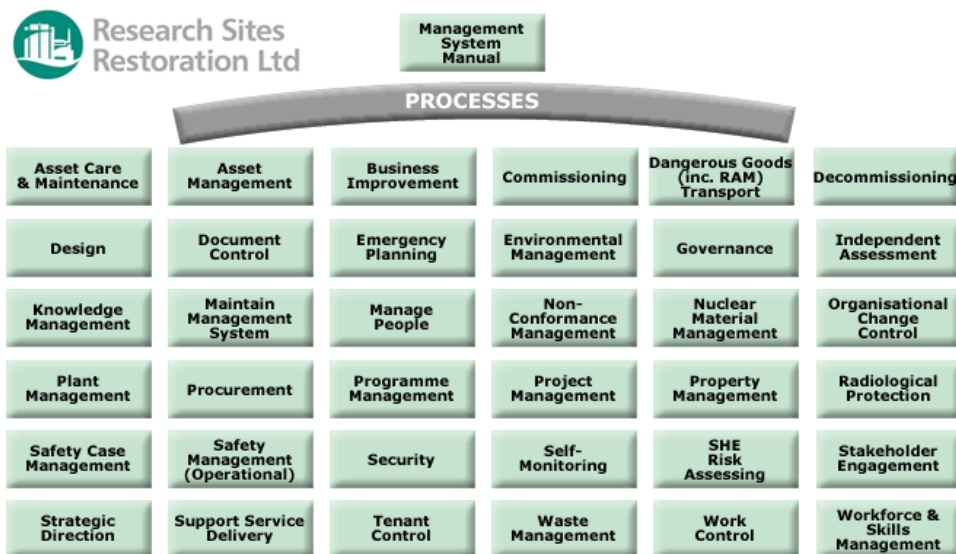 Research Sites
Restoration Ltd
Management
System
Manual
PROCESSES
Asset Care
& Maintenance
Asset
Management
Business
Improvement
Commissioning
Dangerous Goods
(inc. RAM)
Transport
Decommissioning
Design
Document
Control
Emergency
Planning
Environmental
Management
Governance
Independent
Assessment
Knowledge
Management
Maintain
Management
System
Manage
People
Non-
Conformance
Management
Nuclear
Material
Management
Organisational
Change
Control
Plant
Management
Procurement
Programme
Management
Project
Management
Property
Management
Radiological
Protection
Safety Case
Management
Safety
Management
(Operational)
Security
Self-
Monitoring
SHE
Risk
Assessing
Stakeholder
Engagement
Strategic
Direction
Support Service
Delivery
Tenant
Control
Waste
Management
Work
Control
Workforce &
Skills
Management